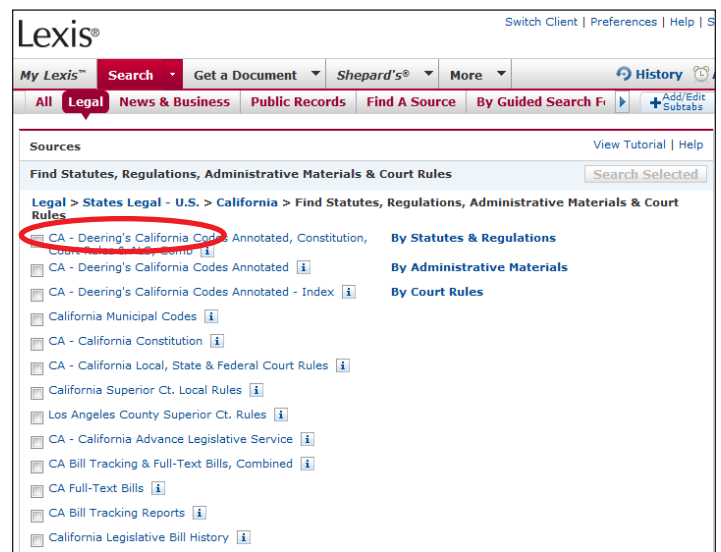 Switch Client | Preferences | Help | S
Lexis®
My Lexis™ Search Get a Document Shepard's® More History
All Legal News & Business Public Records Find A Source By Guided Search F Add/Edit Subtabs
Sources View Tutorial | Help
Find Statutes, Regulations, Administrative Materials & Court Rules Search Selected
Legal > States Legal - U.S. > California > Find Statutes, Regulations, Administrative Materials & Court
Rules
CA - Deering's California Codes Annotated, Constitution, By Statutes & Regulations
Court Rules & ALS, Comb i
CA - Deering's California Codes Annotated i By Administrative Materials
CA - Deering's California Codes Annotated - Index i By Court Rules
California Municipal Codes i
CA - California Constitution i
CA - California Local, State & Federal Court Rules i
California Superior Ct. Local Rules i
Los Angeles County Superior Ct. Rules i
CA - California Advance Legislative Service i
CA Bill Tracking & Full-Text Bills, Combined i
CA Full-Text Bills i
CA Bill Tracking Reports i
California Legislative Bill History i